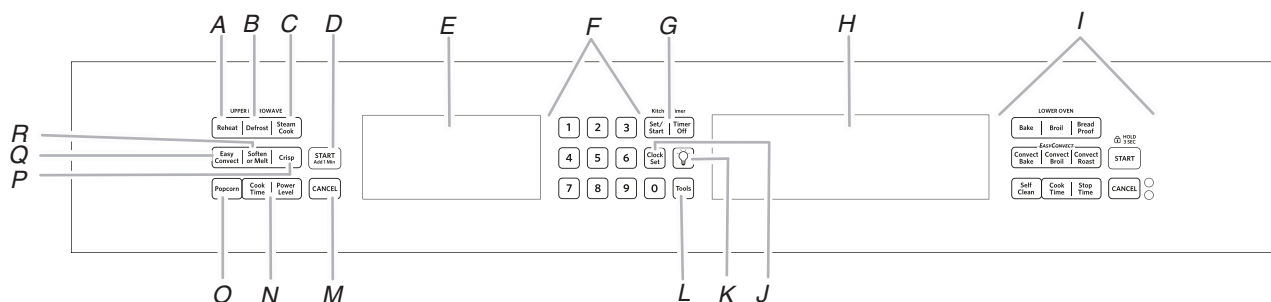 A B C D E F G H I
UPPER MICROWAVE Kitchen Timer LOWER OVEN
Reheat Defrost Steam Cook 1 2 3 Set/Start Timer Off Bake Broil Bread Proof
HOLD 3 SEC
EASYCONVECT
R
Q Easy Convect Soften or Melt Crisp START Add 1 Min 4 5 6 Clock Set Convect Bake Convect Broil Convect Roast START
P
Popcorn Cook Time Power Level CANCEL 7 8 9 0 Tools Self Clean Cook Time Stop Time CANCEL
O N M L K J